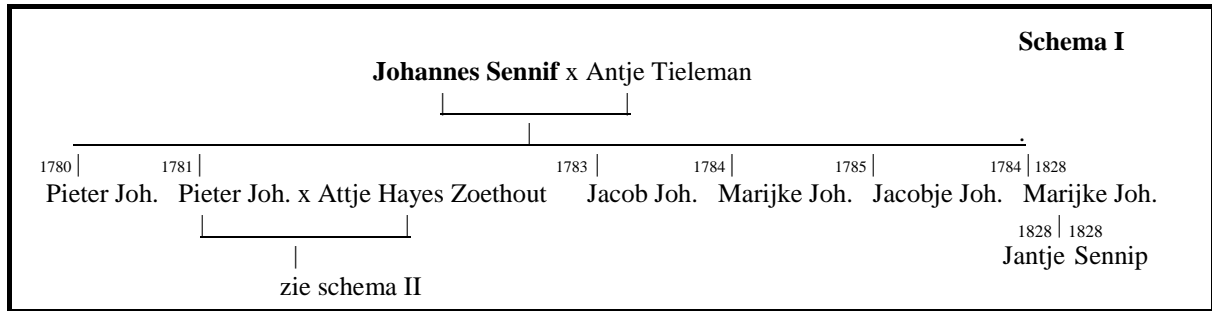 Schema I
Johannes Sennif x Antje Tieleman
.
1780 1781 1783 1784 1785 1784 1828
Pieter Joh. Pieter Joh. x Attje Hayes Zoethout Jacob Joh. Marijke Joh. Jacobje Joh. Marijke Joh.
1828 1828
Jantje Sennip
zie schema II